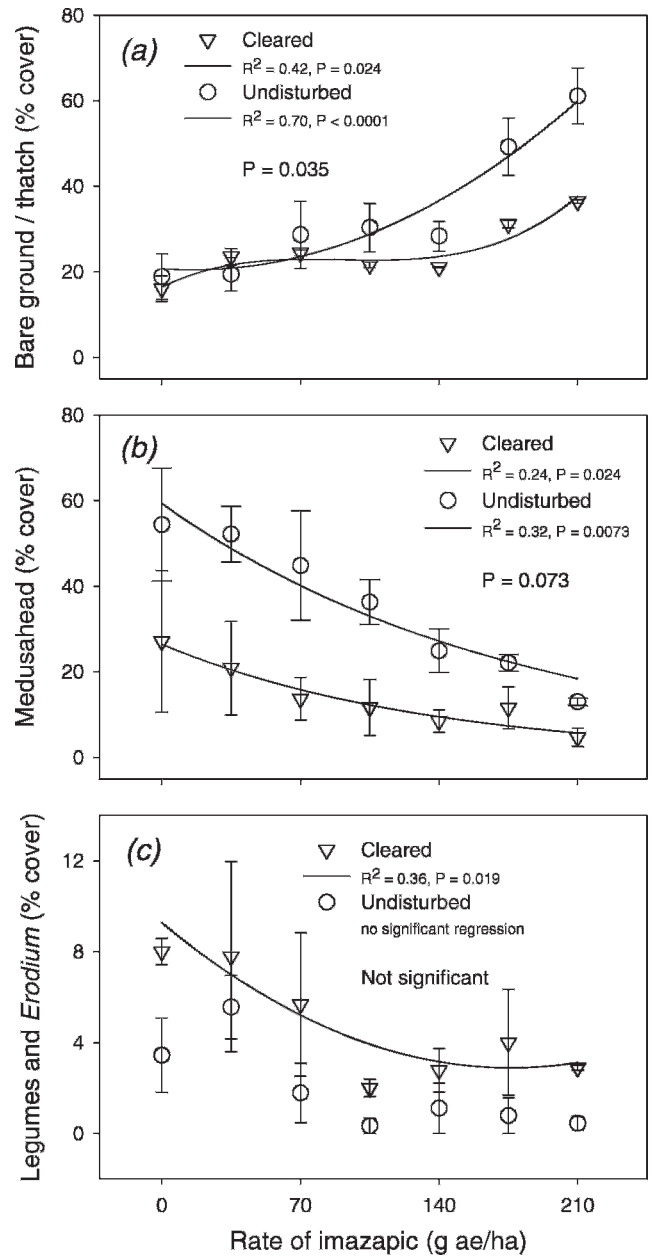 (a)
Cleared
R² = 0.42, P = 0.024
Undisturbed
R² = 0.70, P < 0.0001
P = 0.035
Bare ground / thatch (% cover)
80
60
40
20
0
(b)
Cleared
R² = 0.24, P = 0.024
Undisturbed
R² = 0.32, P = 0.0073
P = 0.073
Medusahead (% cover)
80
60
40
20
0
(c)
Cleared
R² = 0.36, P = 0.019
Undisturbed
no significant regression
Not significant
Legumes and Erodium (% cover)
12
8
4
0
0 70 140 210
Rate of imazapic (g ae/ha)